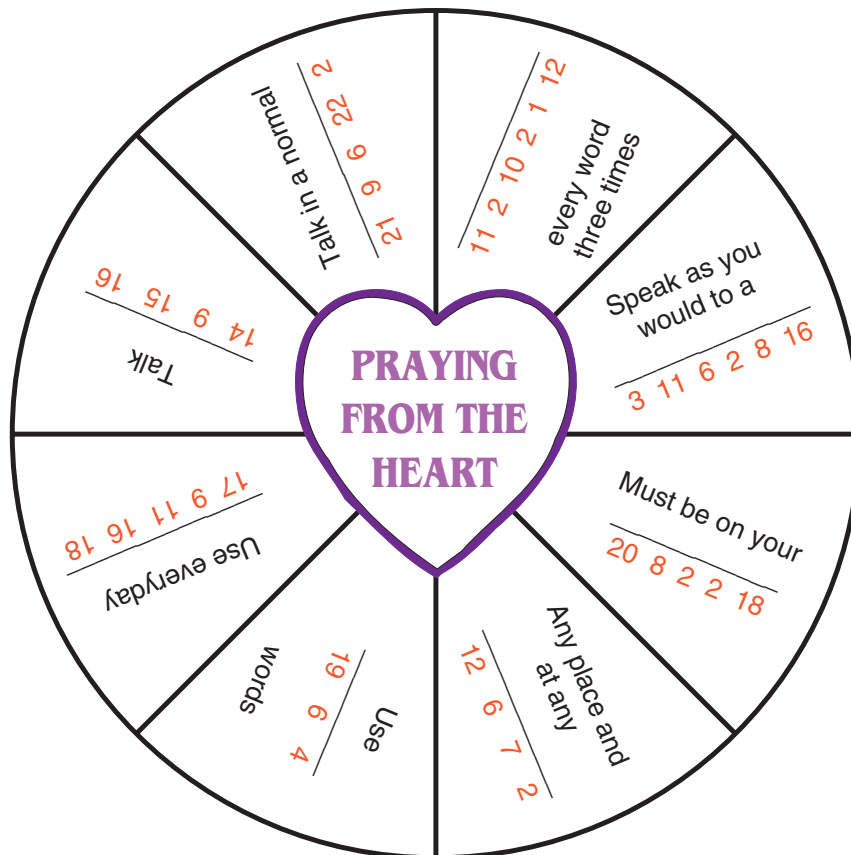 PRAYING
FROM THE
HEART
11 2 10 2 1 12
every word
three times
Speak as you
would to a
3 11 6 2 8 16
Must be on your
20 8 2 2 18
Any place and
at any
12 6 7 2
Use
19 6 4
words
Use everyday
17 9 11 16 18
Talk
14 9 15 16
Talk in a normal
21 9 6 22 2